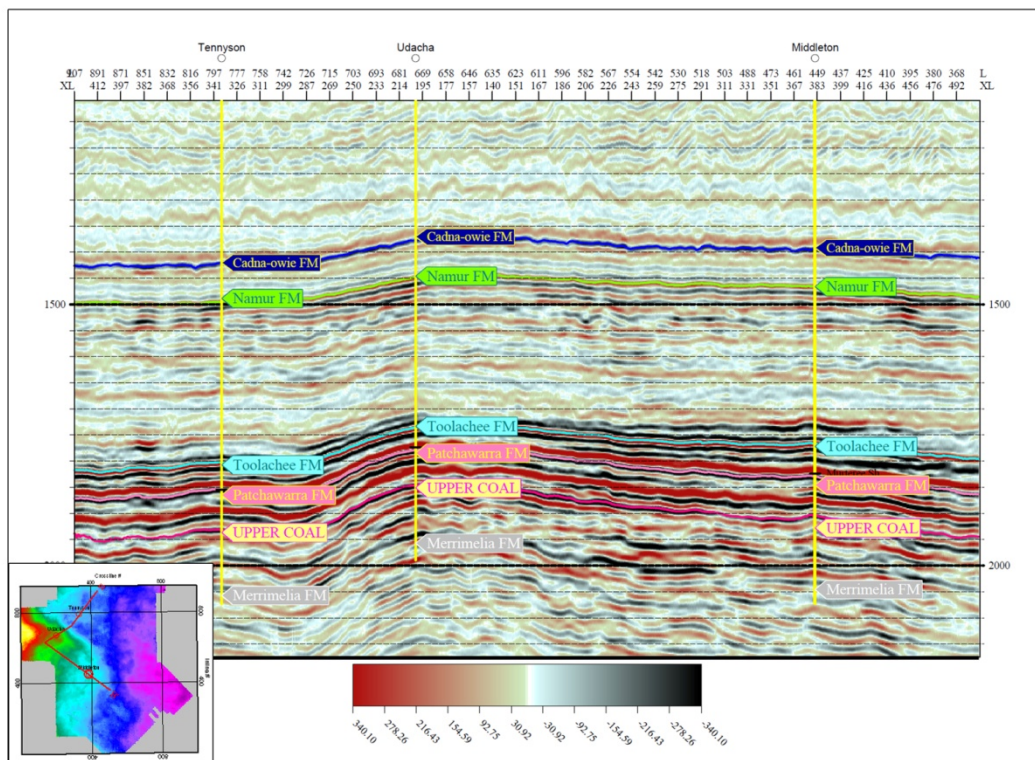 Tennyson Udacha Middleton
907 891 871 851 832 816 797 777 758 742 726 715 703 693 681 669 658 646 635 623 611 596 582 567 554 542 530 518 503 488 473 461 449 437 425 410 395 380 368 L
XL 412 397 382 368 356 341 326 311 299 287 269 250 232 214 195 177 157 140 151 167 186 206 226 243 259 275 291 311 331 351 367 383 399 416 436 456 476 492 XL
Cadna-owie FM
Cadna-owie FM
Cadna-owie FM
Namur FM
Namur FM
Namur FM
1500 1500
Toolachee FM
Toolachee FM
Toolachee FM
Patchawarra FM
Patchawarra FM
Patchawarra FM
UPPER COAL
UPPER COAL
UPPER COAL
Merrimelia FM
2000
Merrimelia FM
Merrimelia FM
340.10 278.26 216.43 154.59 92.75 30.92 -30.92 -92.75 -154.59 -216.43 -278.26 -340.10